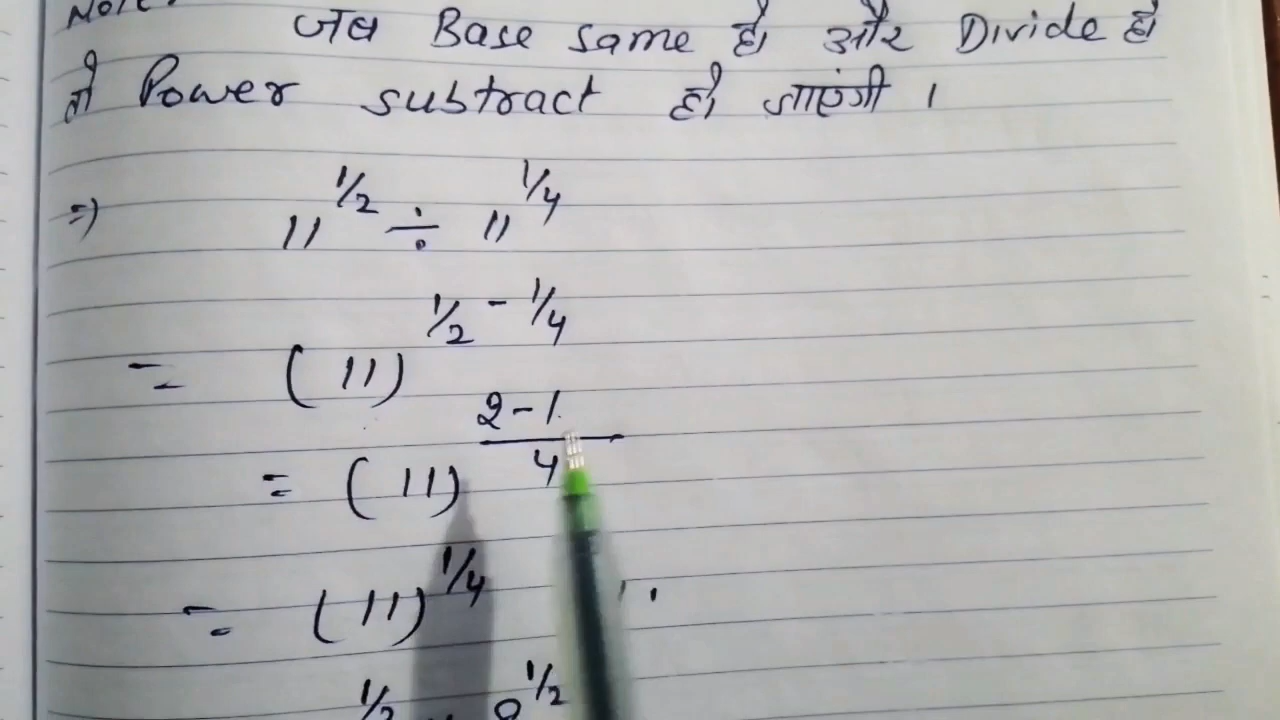 Note:
जब Base same हो और Divide हो
तो Power subtract हो जाएंगी ।
=) 11^1/2 ÷ 11^1/4
= (11)^1/2 - 1/4
= (11)^(2-1)/4
= (11)^1/4